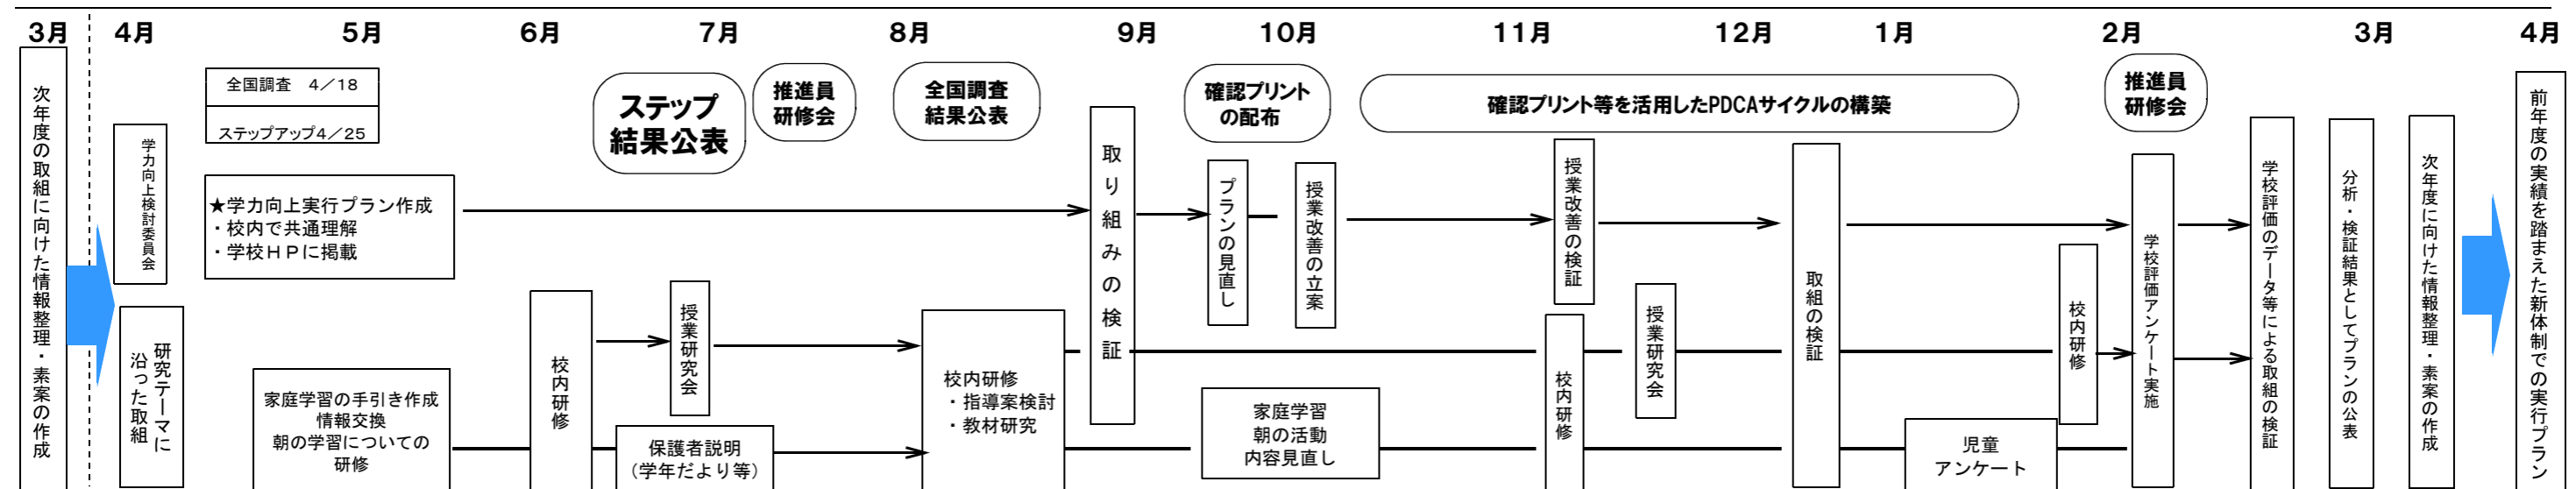 3月
4月
5月
6月
7月
8月
9月
10月
11月
12月
1月
2月
3月
4月
次年度の取組に向けた情報整理・素案の作成
学力向上検討委員会
研究テーマに
沿った取組
全国調査　4／18
ステップアップ4／25
★学力向上実行プラン作成
・校内で共通理解
・学校ＨＰに掲載
家庭学習の手引き作成
情報交換
朝の学習についての
研修
校内研修
ステップ
結果公表
授業研究会
保護者説明
（学年だより等）
推進員
研修会
全国調査
結果公表
校内研修
・指導案検討
・教材研究
取り組みの検証
確認プリント
の配布
プランの見直し
授業改善の立案
家庭学習
朝の活動
内容見直し
確認プリント等を活用したPDCAサイクルの構築
授業改善の検証
校内研修
授業研究会
取組の検証
児童
アンケート
校内研修
推進員
研修会
学校評価アンケート実施
学校評価のデータ等による取組の検証
分析・検証結果としてプランの公表
次年度に向けた情報整理・素案の作成
前年度の実績を踏まえた新体制での実行プラン